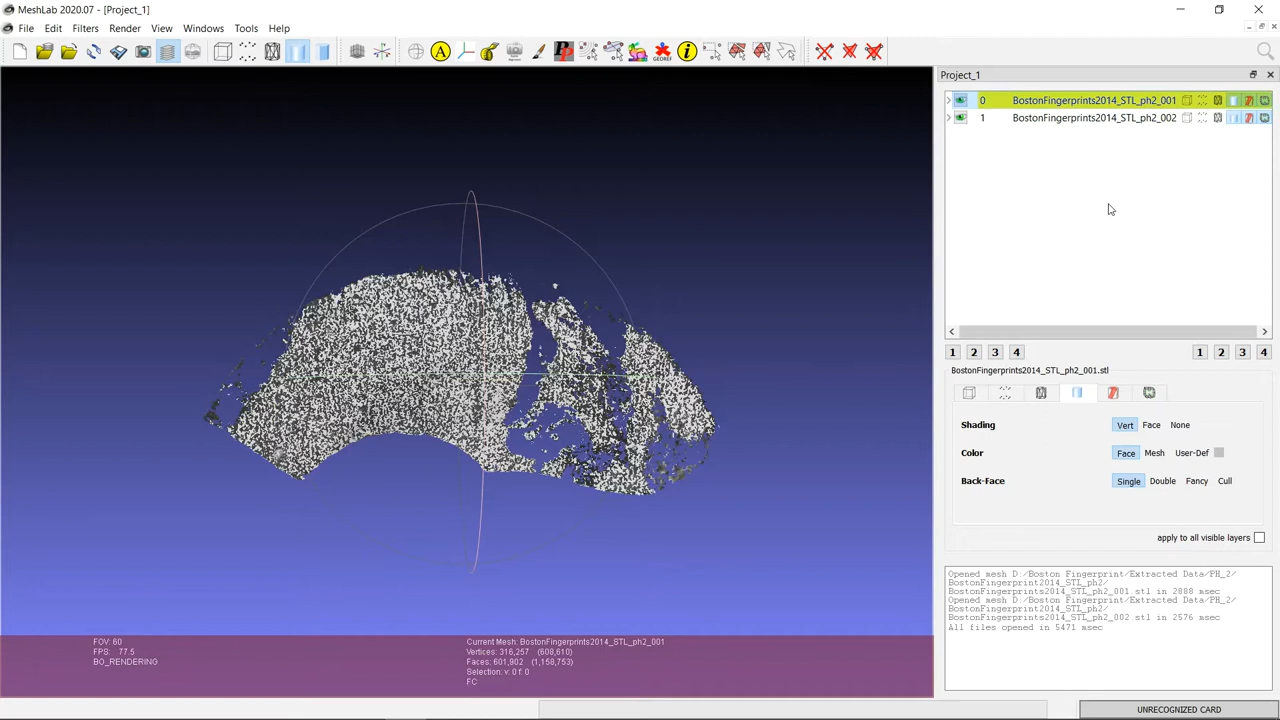 MeshLab 2020.07 - [Project_1]
File Edit Filters Render View Windows Tools Help
Project_1
0 BostonFingerprints2014_STL_ph2_001
1 BostonFingerprints2014_STL_ph2_002
1 2 3 4 1 2 3 4
BostonFingerprints2014_STL_ph2_001.stl
Shading Vert Face None
Color Face Mesh User-Def
Back-Face Single Double Fancy Cull
apply to all visible layers
Opened mesh D:/Boston Fingerprint/Extracted Data/PH_2/
BostonFingerprint2014_STL_ph2/
BostonFingerprints2014_STL_ph2_001.stl in 2888 msec
Opened mesh D:/Boston Fingerprint/Extracted Data/PH_2/
BostonFingerprint2014_STL_ph2/
BostonFingerprints2014_STL_ph2_002.stl in 2576 msec
All files opened in 5471 msec
FOV: 60
FPS: 77.5
BO_RENDERING
Current Mesh: BostonFingerprints2014_STL_ph2_001
Vertices: 316,257 (608,610)
Faces: 601,902 (1,158,753)
Selection: v: 0 f: 0
FC
UNRECOGNIZED CARD